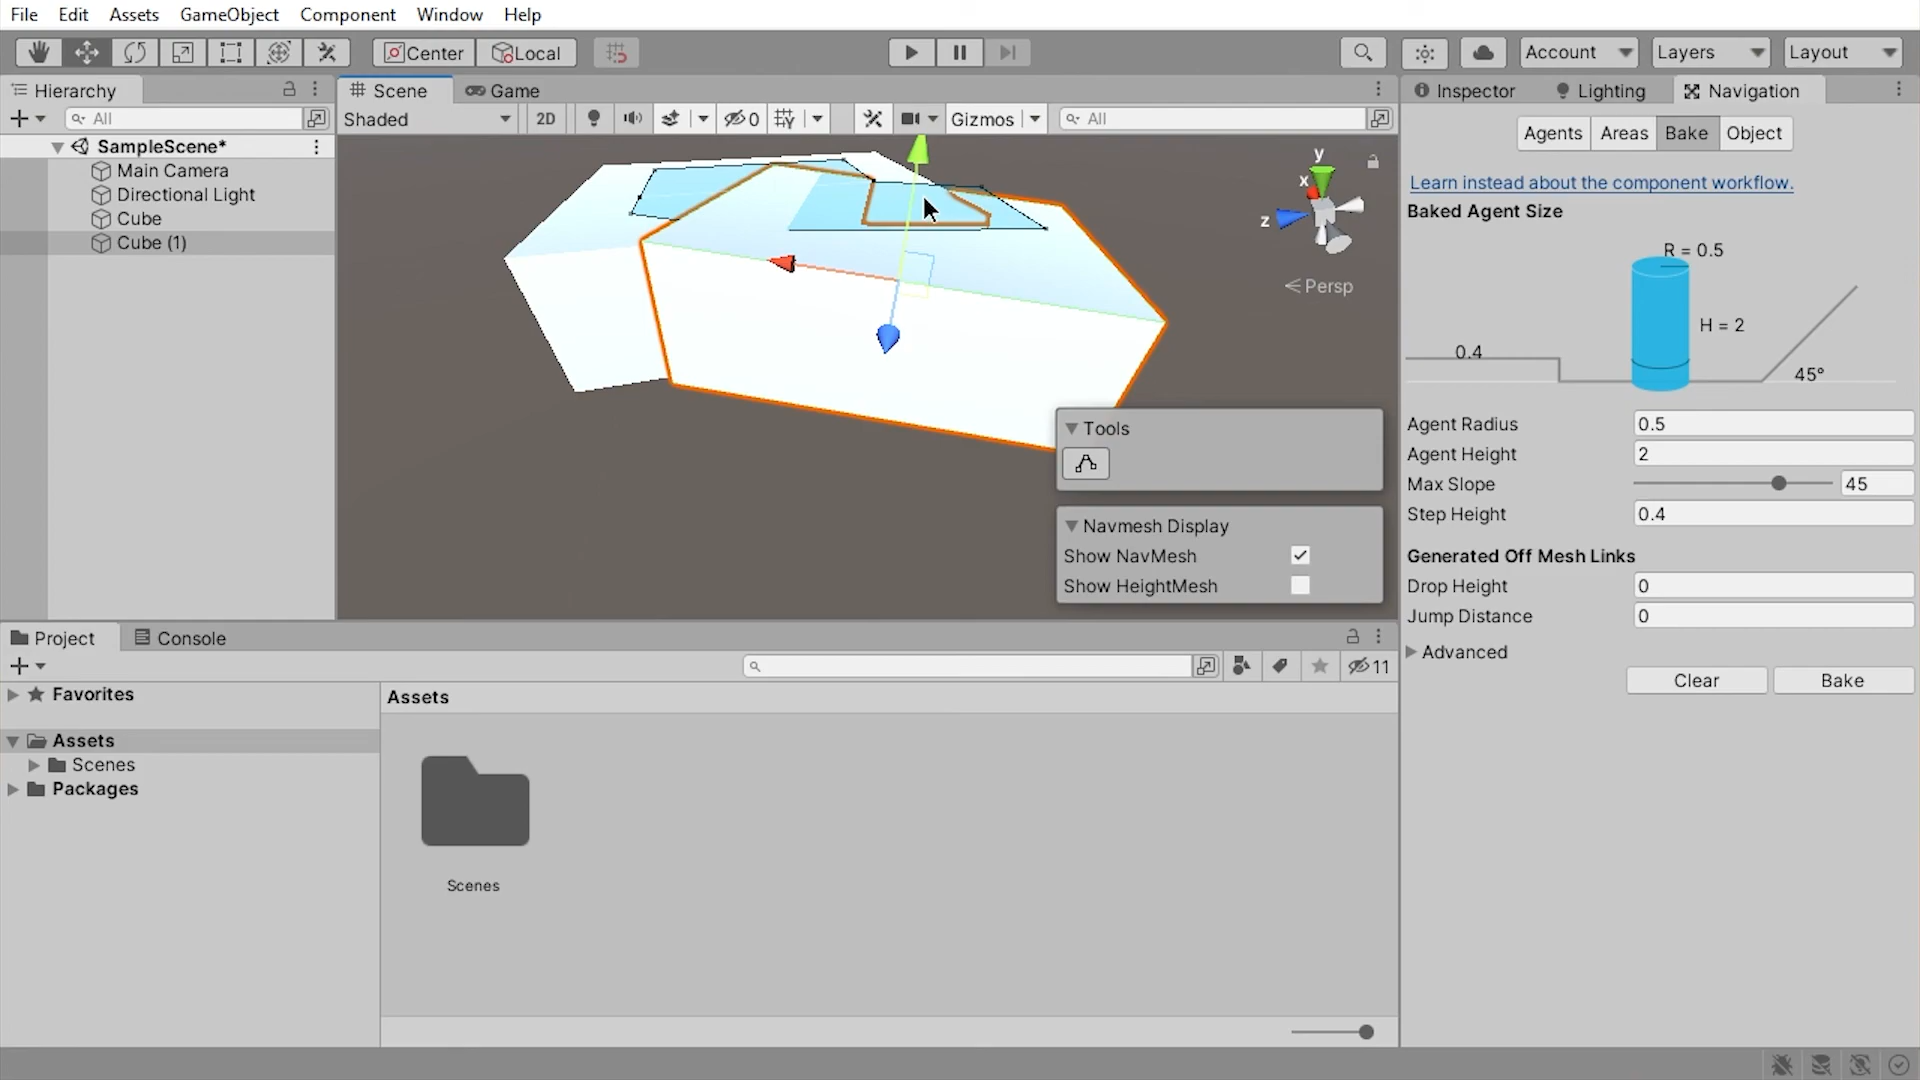 File Edit Assets GameObject Component Window Help
Center Local Account Layers Layout
Hierarchy
All
SampleScene*
Main Camera
Directional Light
Cube
Cube (1)
Scene Game
Shaded 2D 0 Gizmos All
y
x
z
Persp
Tools
Navmesh Display
Show NavMesh
Show HeightMesh
Inspector Lighting Navigation
Agents Areas Bake Object
Learn instead about the component workflow.
Baked Agent Size
R = 0.5
H = 2
0.4
45°
Agent Radius 0.5
Agent Height 2
Max Slope 45
Step Height 0.4
Generated Off Mesh Links
Drop Height 0
Jump Distance 0
Advanced
Clear Bake
Project Console
11
Favorites
Assets
Scenes
Packages
Assets
Scenes